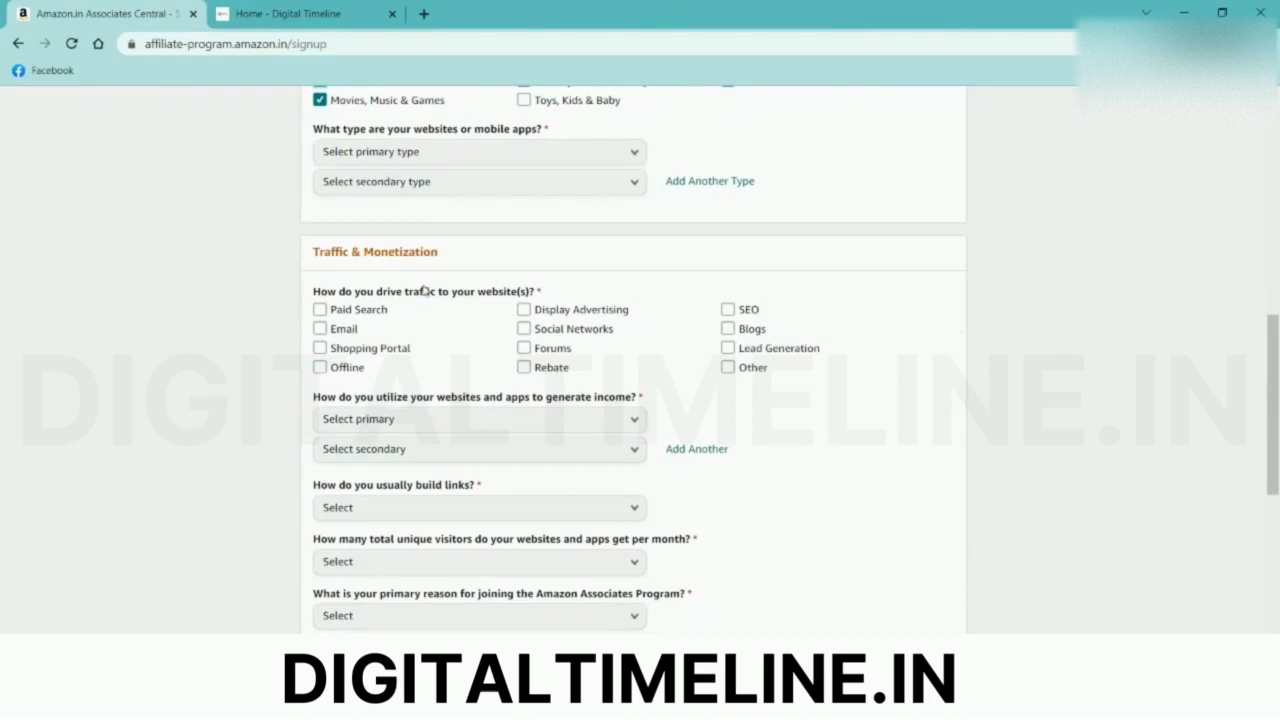 Amazon.in Associates Central - S
Home - Digital Timeline
affiliate-program.amazon.in/signup
Facebook
Movies, Music & Games
Toys, Kids & Baby
What type are your websites or mobile apps? *
Select primary type
Select secondary type
Add Another Type
Traffic & Monetization
How do you drive traffic to your website(s)? *
Paid Search
Display Advertising
SEO
Email
Social Networks
Blogs
Shopping Portal
Forums
Lead Generation
Offline
Rebate
Other
How do you utilize your websites and apps to generate income? *
Select primary
Select secondary
Add Another
How do you usually build links? *
Select
How many total unique visitors do your websites and apps get per month? *
Select
What is your primary reason for joining the Amazon Associates Program? *
Select
DIGITALTIMELINE.IN
DIGITALTIMELINE.IN